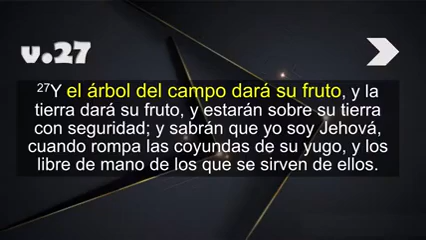 v.27
27Y el árbol del campo dará su fruto, y la
tierra dará su fruto, y estarán sobre su tierra
con seguridad; y sabrán que yo soy Jehová,
cuando rompa las coyundas de su yugo, y los
libre de mano de los que se sirven de ellos.